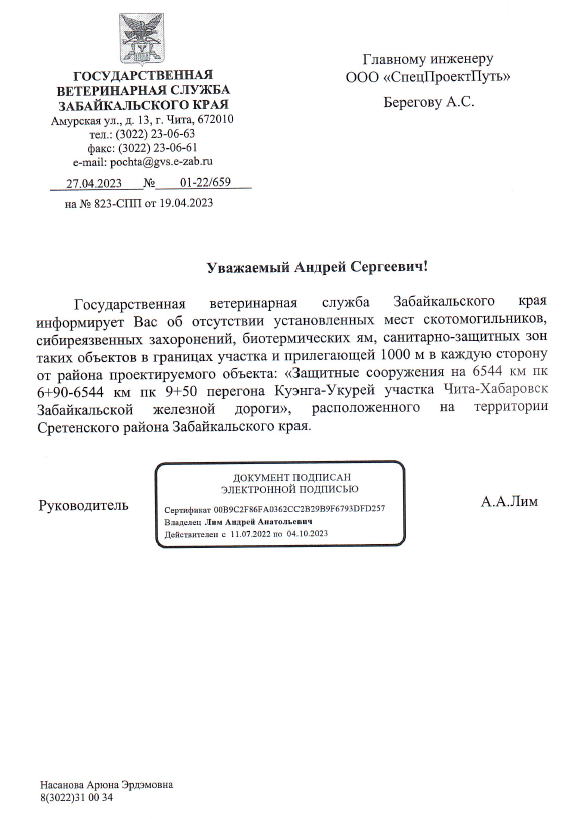 ГОСУДАРСТВЕННАЯ
ВЕТЕРИНАРНАЯ СЛУЖБА
ЗАБАЙКАЛЬСКОГО КРАЯ
Амурская ул., д. 13, г. Чита, 672010
тел.: (3022) 23-06-63
факс: (3022) 23-06-61
e-mail: pochta@gvs.e-zab.ru
27.04.2023 № 01-22/659
на № 823-СПП от 19.04.2023
Главному инженеру
ООО «СпецПроектПуть»
Берегову А.С.
Уважаемый Андрей Сергеевич!
Государственная ветеринарная служба Забайкальского края
информирует Вас об отсутствии установленных мест скотомогильников,
сибиреязвенных захоронений, биотермических ям, санитарно-защитных зон
таких объектов в границах участка и прилегающей 1000 м в каждую сторону
от района проектируемого объекта: «Защитные сооружения на 6544 км пк
6+90-6544 км пк 9+50 перегона Куэнга-Укурей участка Чита-Хабаровск
Забайкальской железной дороги», расположенного на территории
Сретенского района Забайкальского края.
Руководитель
ДОКУМЕНТ ПОДПИСАН
ЭЛЕКТРОННОЙ ПОДПИСЬЮ
Сертификат 00B9C2F86FA0362CC2B29B9F6793DFD257
Владелец Лим Андрей Анатольевич
Действителен с 11.07.2022 по 04.10.2023
А.А.Лим
Насанова Арюна Эрдэмовна
8(3022)31 00 34